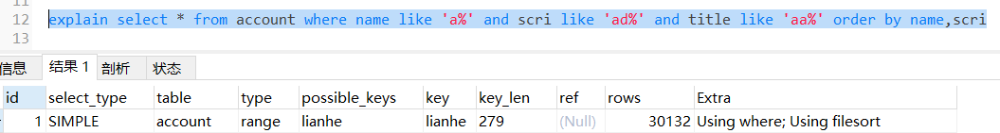 11
12 explain select * from account where name like 'a%' and scri like 'ad%' and title like 'aa%' order by name,scri
13
信息 结果 1 剖析 状态
id select_type table type possible_keys key key_len ref rows Extra
1 SIMPLE account range lianhe lianhe 279 (Null) 30132 Using where; Using filesort